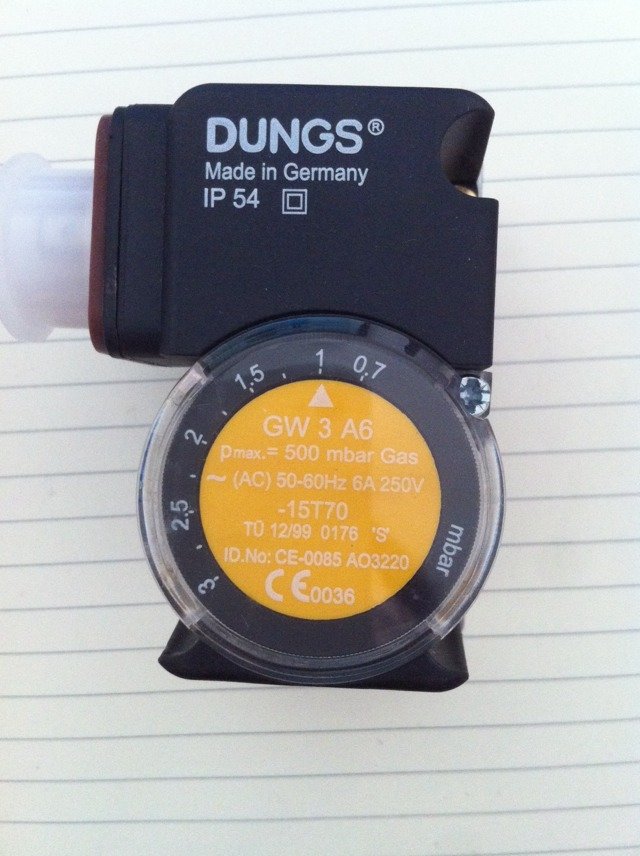 DUNGS®
Made in Germany
IP 54
0.7
1
1.5
2
2.5
3
mbar
GW 3 A6
pmax.= 500 mbar Gas
~ (AC) 50-60Hz 6A 250V
-15T70
TÜ 12/99 0176 'S'
ID.No: CE-0085 AO3220
CE0036